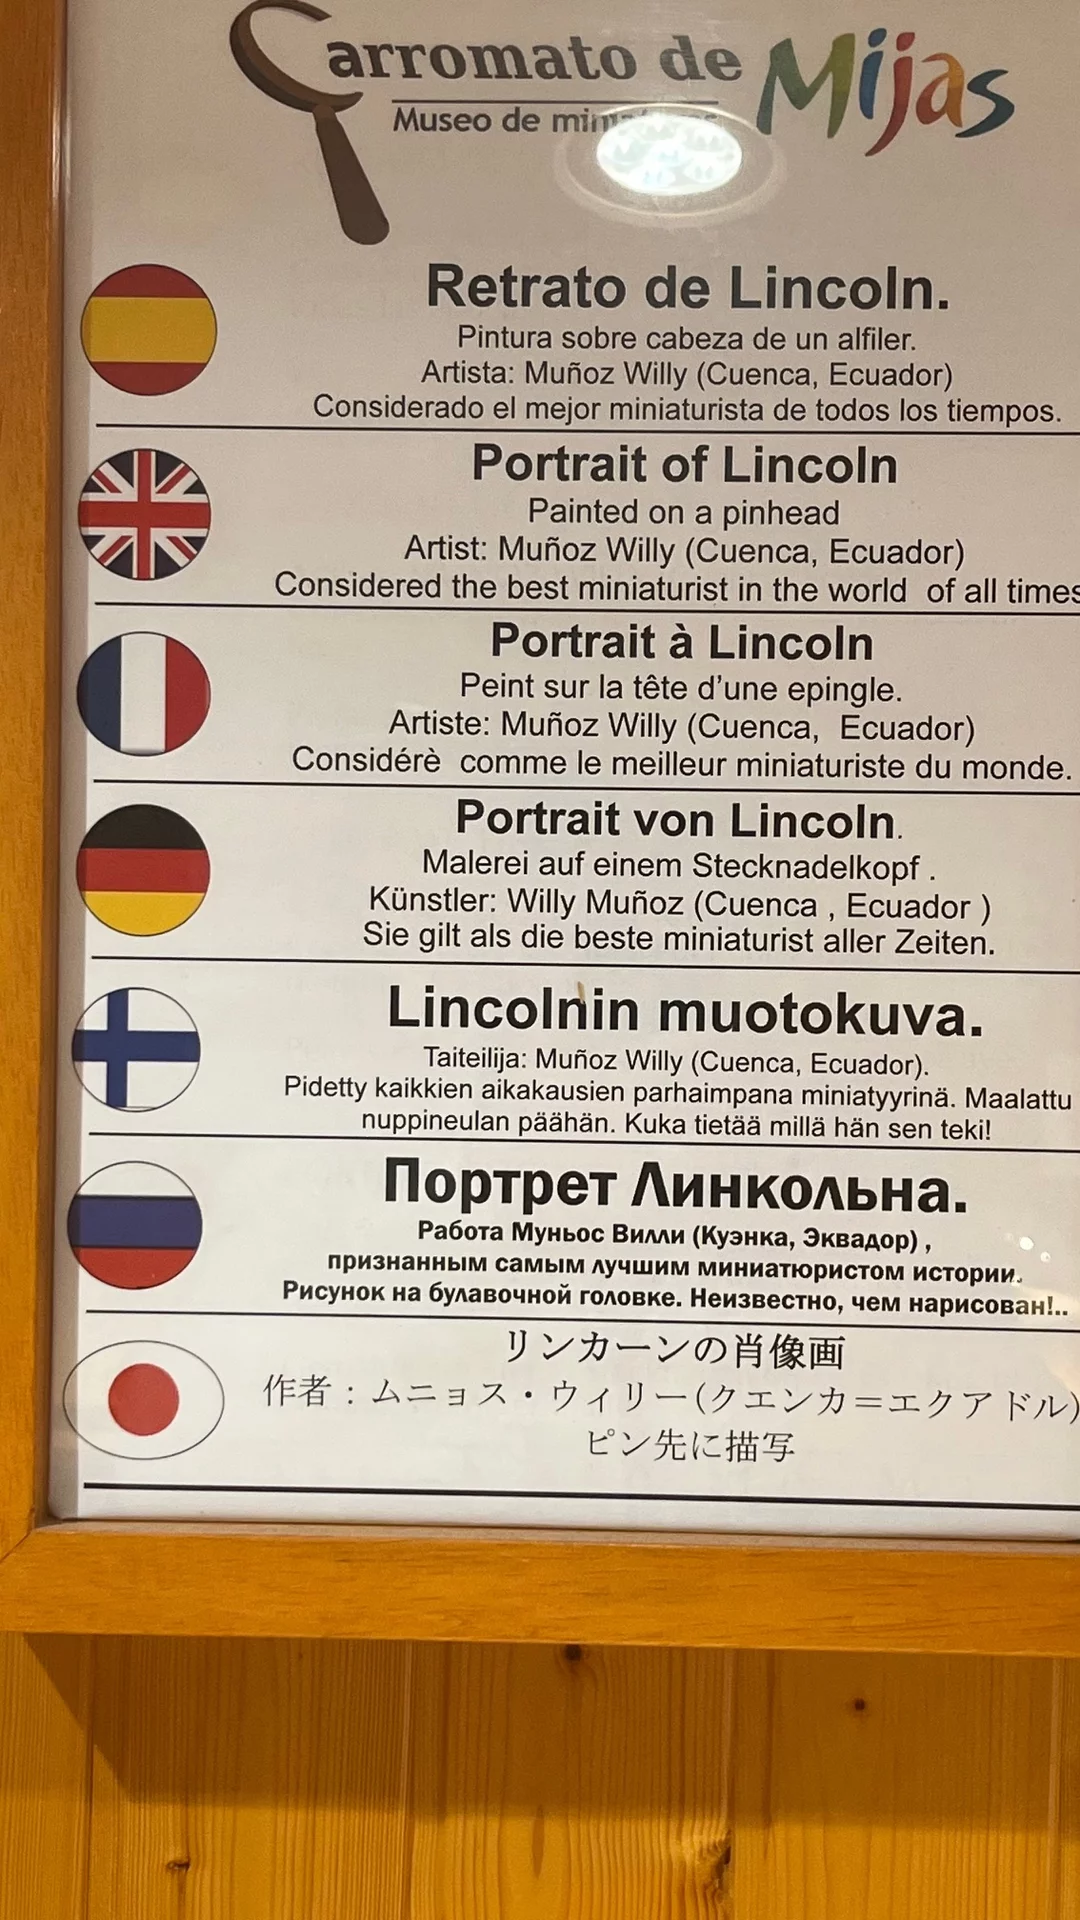 Carromato de Mijas
Museo de
Retrato de Lincoln.
Pintura sobre cabeza de un alfiler.
Artista: Muñoz Willy (Cuenca, Ecuador)
Considerado el mejor miniaturista de todos los tiempos.
Portrait of Lincoln
Painted on a pinhead
Artist: Muñoz Willy (Cuenca, Ecuador)
Considered the best miniaturist in the world of all times
Portrait à Lincoln
Peint sur la tête d'une epingle.
Artiste: Muñoz Willy (Cuenca, Ecuador)
Considérè comme le meilleur miniaturiste du monde.
Portrait von Lincoln.
Malerei auf einem Stecknadelkopf .
Künstler: Willy Muñoz (Cuenca , Ecuador )
Sie gilt als die beste miniaturist aller Zeiten.
Lincolnin muotokuva.
Taiteilija: Muñoz Willy (Cuenca, Ecuador).
Pidetty kaikkien aikakausien parhaimpana miniatyyrinä. Maalattu
nuppineulan päähän. Kuka tietää millä hän sen teki!
Портрет Линкольна.
Работа Муньос Вилли (Куэнка, Эквадор) ,
признанным самым лучшим миниатюристом истории.
Рисунок на булавочной головке. Неизвестно, чем нарисован!..
リンカーンの肖像画
作者：ムニョス・ウィリー(クエンカ＝エクアドル)
ピン先に描写